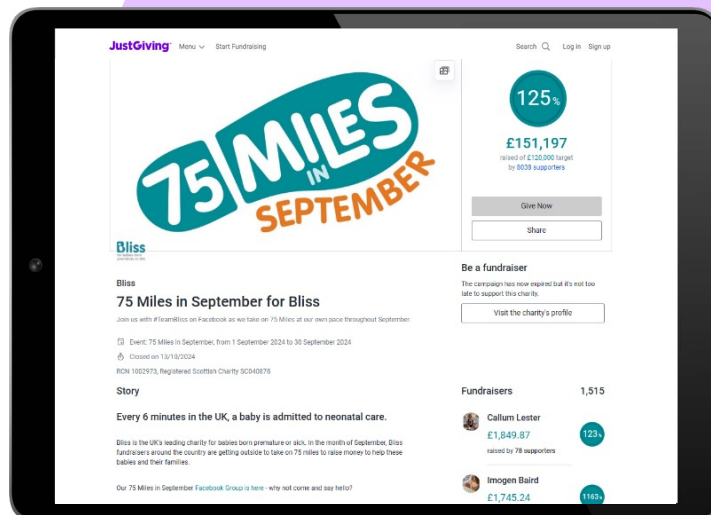 JustGiving
Menu
Start Fundraising
Search
Log in
Sign up
75 MILES
IN
SEPTEMBER
Bliss
for babies born
premature or sick
125%
£151,197
raised of £120,000 target
by 8038 supporters
Give Now
Share
Be a fundraiser
The campaign has now expired but it's not too
late to support this charity.
Visit the charity's profile
Bliss
75 Miles in September for Bliss
Join us with #TeamBliss on Facebook as we take on 75 Miles at our own pace throughout September.
Event: 75 Miles in September, from 1 September 2024 to 30 September 2024
Closed on 13/10/2024
RCN 1002973, Registered Scottish Charity SC040878
Story
Every 6 minutes in the UK, a baby is admitted to neonatal care.
Bliss is the UK's leading charity for babies born premature or sick. In the month of September, Bliss
fundraisers around the country are getting outside to take on 75 miles to raise money to help these
babies and their families.
Our 75 Miles in September Facebook Group is here - why not come and say hello?
Fundraisers
1,515
Callum Lester
£1,849.87
raised by 78 supporters
123%
Imogen Baird
£1,745.24
1163%